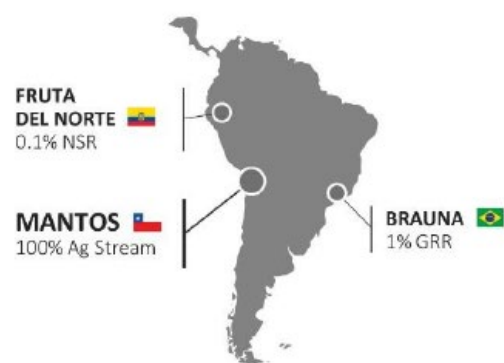 FRUTA
DEL NORTE
0.1% NSR
MANTOS
100% Ag Stream
BRAUNA
1% GRR